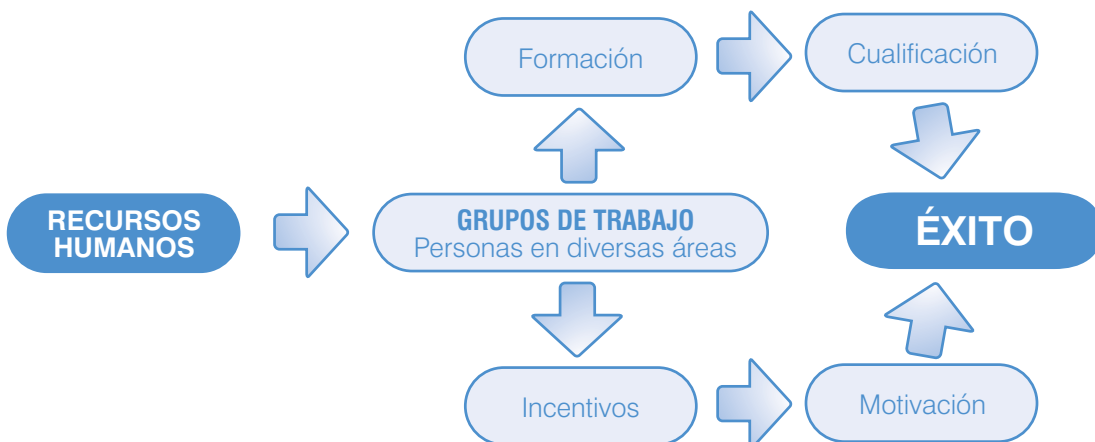 Formación
Cualificación
RECURSOS
HUMANOS
GRUPOS DE TRABAJO
Personas en diversas áreas
ÉXITO
Incentivos
Motivación